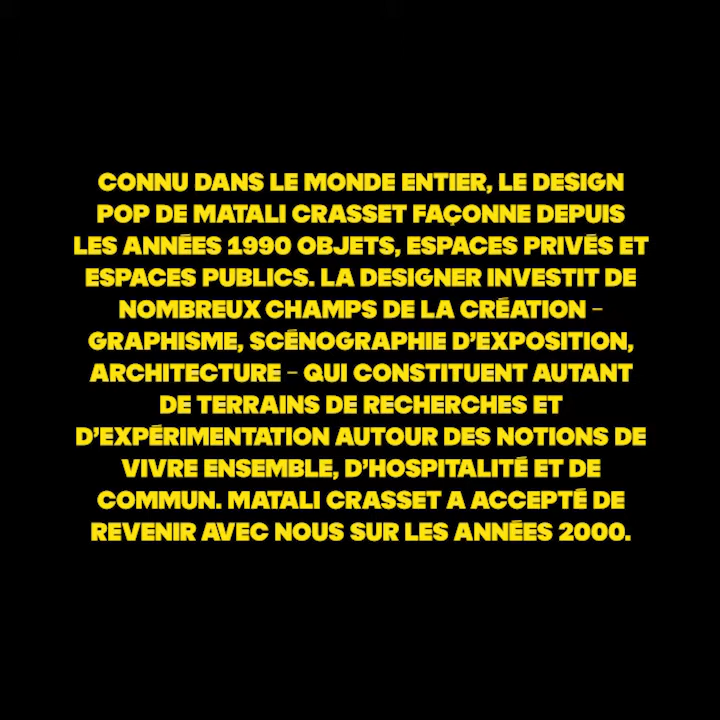 CONNU DANS LE MONDE ENTIER, LE DESIGN
POP DE MATALI CRASSET FAÇONNE DEPUIS
LES ANNÉES 1990 OBJETS, ESPACES PRIVÉS ET
ESPACES PUBLICS. LA DESIGNER INVESTIT DE
NOMBREUX CHAMPS DE LA CRÉATION –
GRAPHISME, SCÉNOGRAPHIE D’EXPOSITION,
ARCHITECTURE – QUI CONSTITUENT AUTANT
DE TERRAINS DE RECHERCHES ET
D’EXPÉRIMENTATION AUTOUR DES NOTIONS DE
VIVRE ENSEMBLE, D’HOSPITALITÉ ET DE
COMMUN. MATALI CRASSET A ACCEPTÉ DE
REVENIR AVEC NOUS SUR LES ANNÉES 2000.